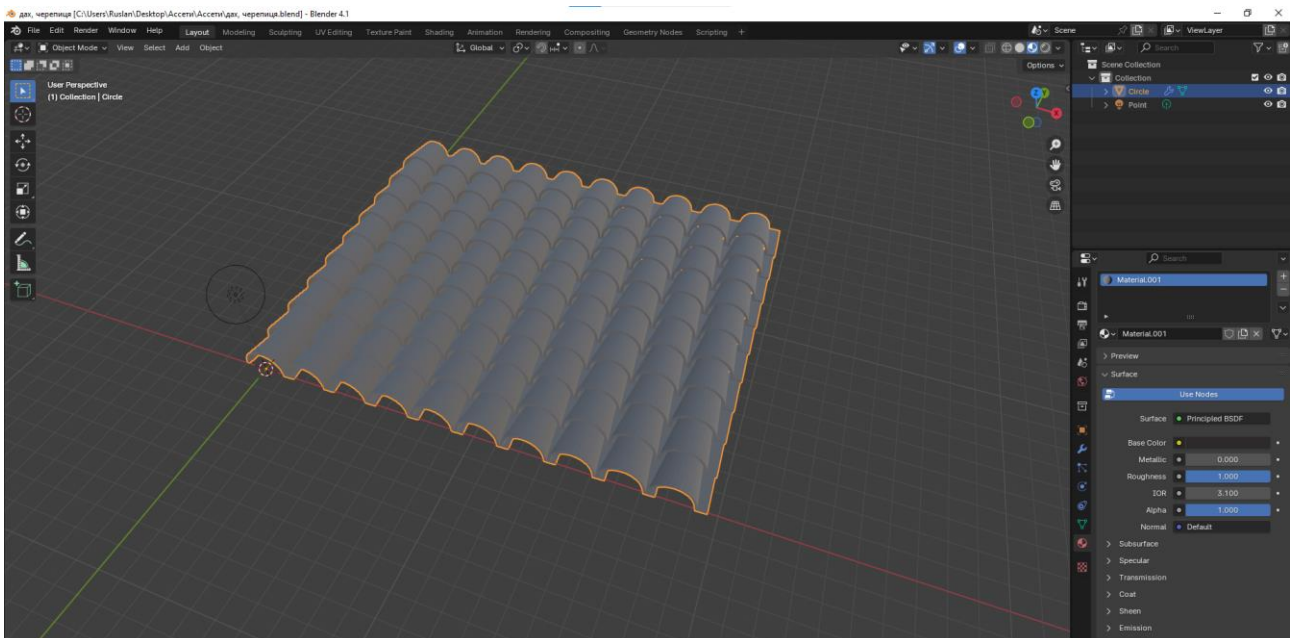 дах, черепиця [C:\Users\Ruslan\Desktop\Ассети\Ассети\дах, черепиця.blend] - Blender 4.1
File Edit Render Window Help Layout Modeling Sculpting UV Editing Texture Paint Shading Animation Rendering Compositing Geometry Nodes Scripting + Scene ViewLayer
Object Mode View Select Add Object Global Search
Options
User Perspective
(1) Collection | Circle
Z
Y
X
Scene Collection
Collection
Circle
Point
Search
Material.001
Material.001
Preview
Surface
Use Nodes
Surface Principled BSDF
Base Color
Metallic 0.000
Roughness 1.000
IOR 3.100
Alpha 1.000
Normal Default
Subsurface
Specular
Transmission
Coat
Sheen
Emission